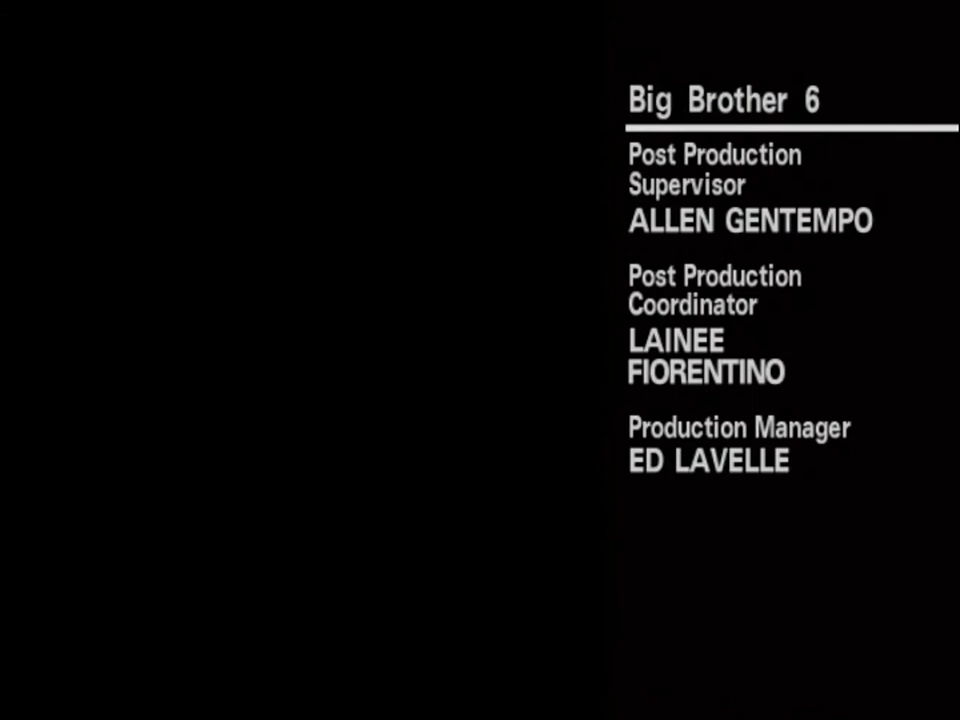 Big Brother 6
Post Production
Supervisor
ALLEN GENTEMPO
Post Production
Coordinator
LAINEE
FIORENTINO
Production Manager
ED LAVELLE